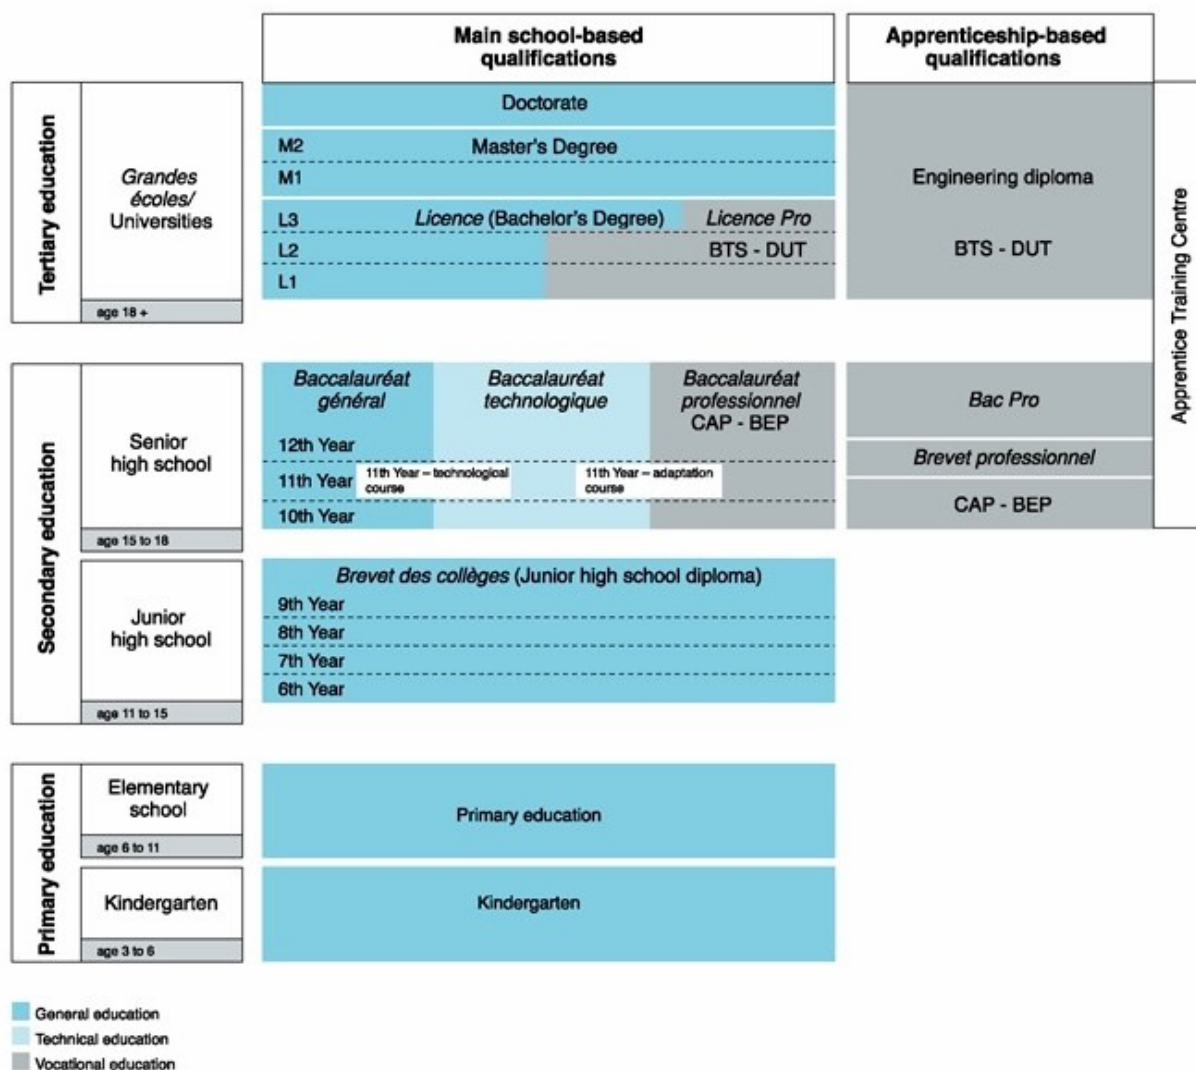 Main school-based
qualifications
Apprenticeship-based
qualifications
Tertiary education
Grandes
écoles/
Universities
age 18 +
Doctorate
M2
Master's Degree
M1
L3
Licence (Bachelor's Degree)
Licence Pro
L2
BTS - DUT
L1
Engineering diploma
BTS - DUT
Apprentice Training Centre
Secondary education
Senior
high school
age 15 to 18
Baccalauréat
général
Baccalauréat
technologique
Baccalauréat
professionnel
CAP - BEP
12th Year
11th Year
11th Year – technological
course
11th Year – adaptation
course
10th Year
Bac Pro
Brevet professionnel
CAP - BEP
Junior
high school
age 11 to 15
Brevet des collèges (Junior high school diploma)
9th Year
8th Year
7th Year
6th Year
Primary education
Elementary
school
age 6 to 11
Primary education
Kindergarten
age 3 to 6
Kindergarten
General education
Technical education
Vocational education